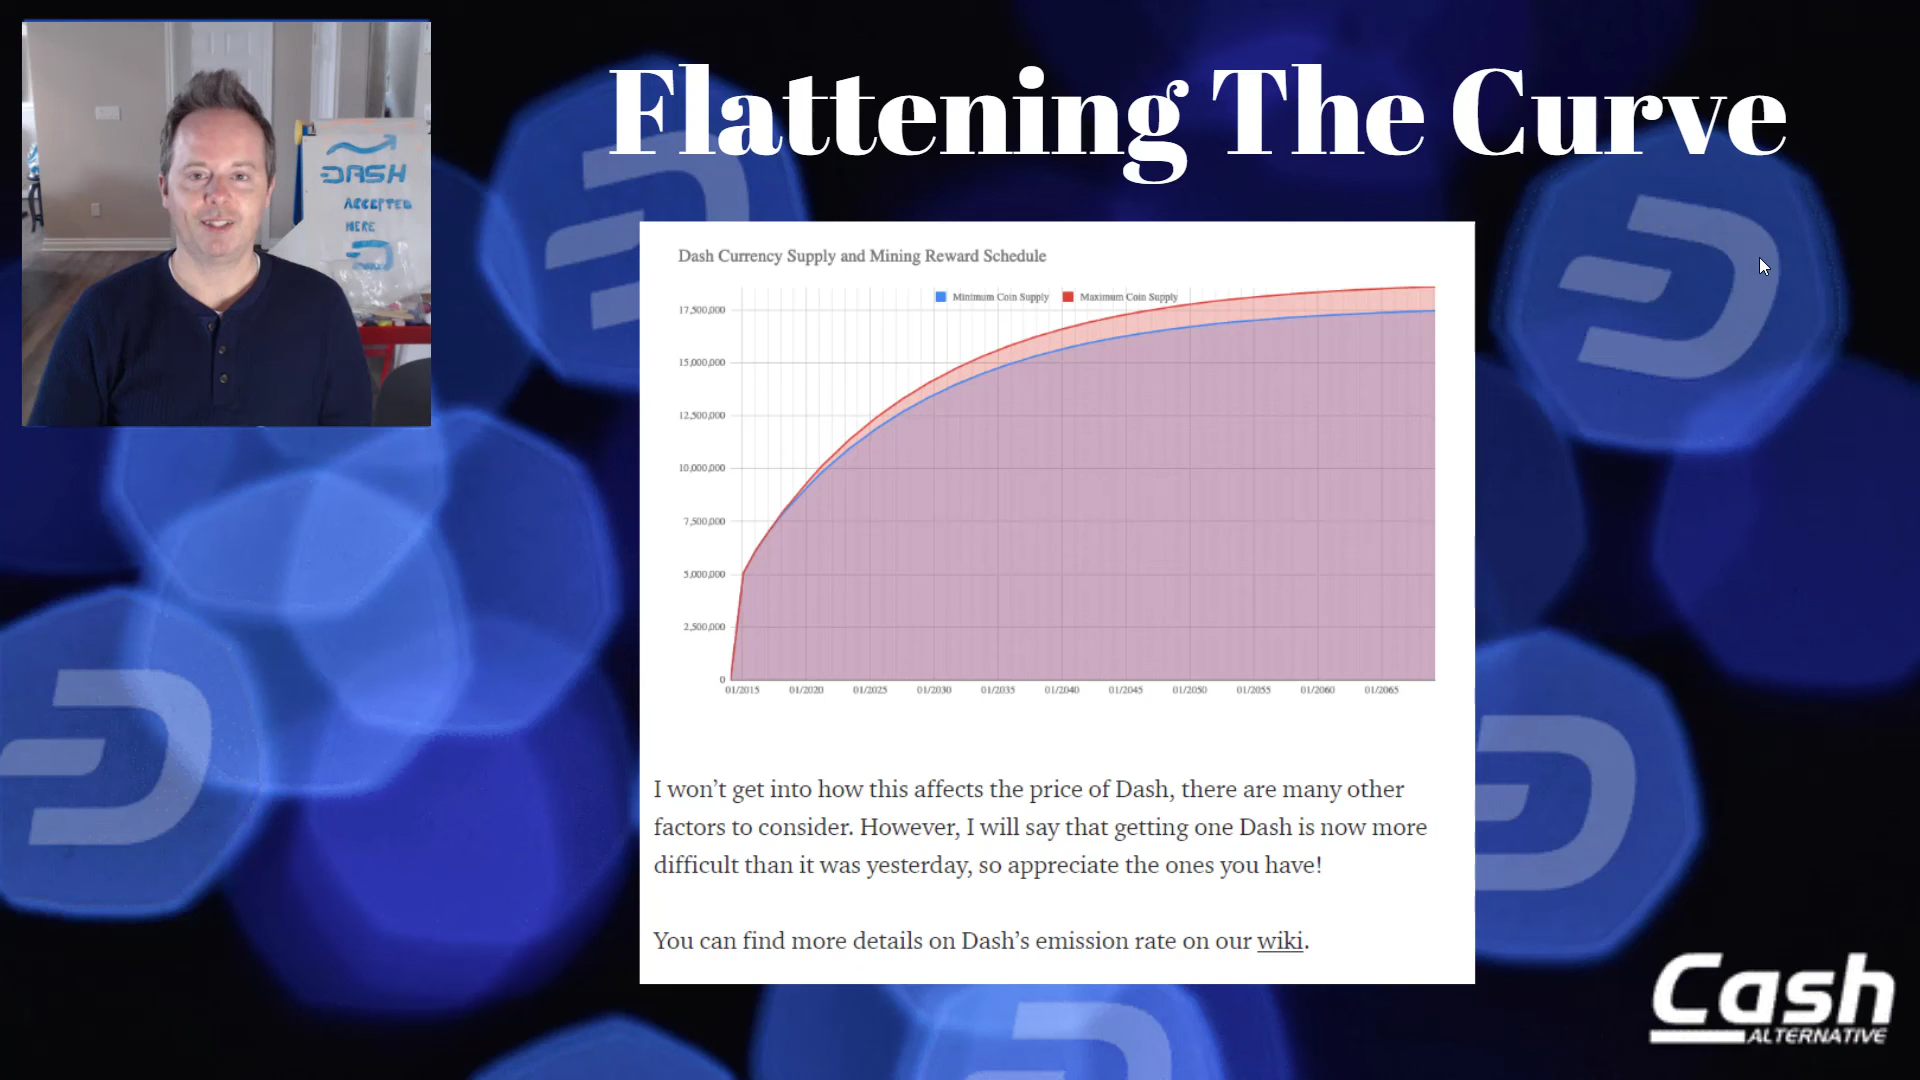 Flattening The Curve
DASH
ACCEPTED
HERE
Dash Currency Supply and Mining Reward Schedule
Minimum Coin Supply
Maximum Coin Supply
17,500,000
15,000,000
12,500,000
10,000,000
7,500,000
5,000,000
2,500,000
0
01/2015 01/2020 01/2025 01/2030 01/2035 01/2040 01/2045 01/2050 01/2055 01/2060 01/2065
I won’t get into how this affects the price of Dash, there are many other
factors to consider. However, I will say that getting one Dash is now more
difficult than it was yesterday, so appreciate the ones you have!
You can find more details on Dash’s emission rate on our wiki.
Cash
ALTERNATIVE